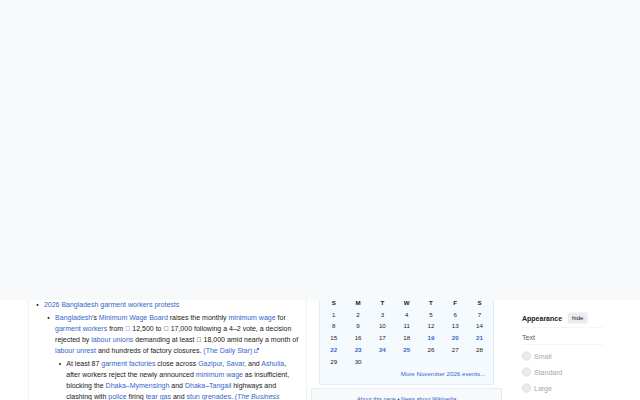 2026 Bangladesh garment workers protests
Bangladesh's Minimum Wage Board raises the monthly minimum wage for
garment workers from □ 12,500 to □ 17,000 following a 4–2 vote, a decision
rejected by labour unions demanding at least □ 18,000 amid nearly a month of
labour unrest and hundreds of factory closures. (The Daily Star)
At least 87 garment factories close across Gazipur, Savar, and Ashulia,
after workers reject the newly announced minimum wage as insufficient,
blocking the Dhaka–Mymensingh and Dhaka–Tangail highways and
clashing with police firing tear gas and stun grenades. (The Business
S M T W T F S
1 2 3 4 5 6 7
8 9 10 11 12 13 14
15 16 17 18 19 20 21
22 23 24 25 26 27 28
29 30
More November 2026 events...
About this page • News about Wikipedia
Appearance hide
Text
Small
Standard
Large